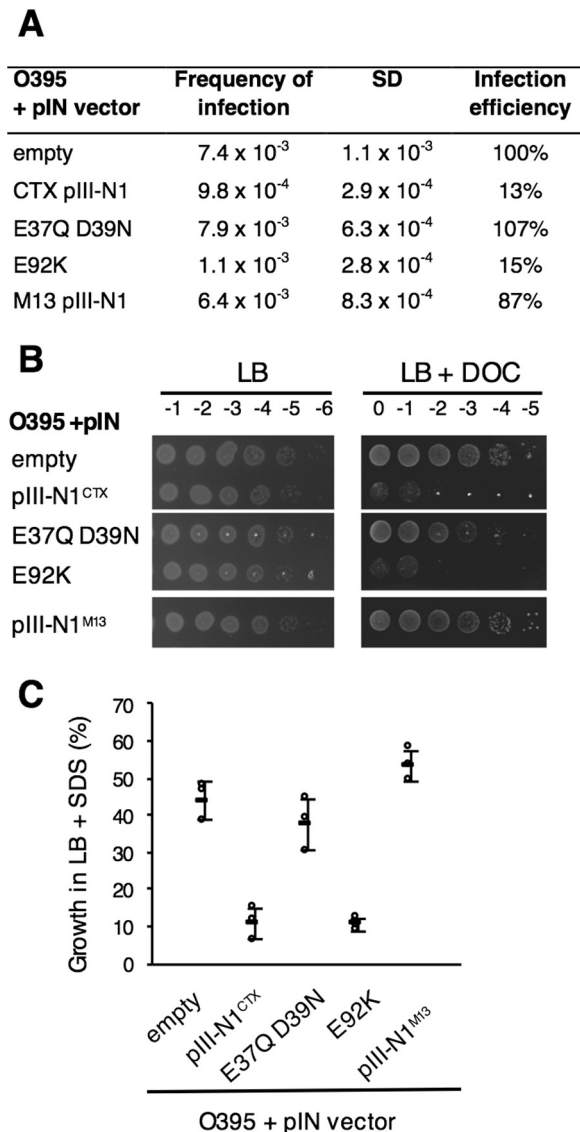 A
O395 + pIN vector Frequency of infection SD Infection efficiency
empty 7.4 x 10⁻³ 1.1 x 10⁻³ 100%
CTX pIII-N1 9.8 x 10⁻⁴ 2.9 x 10⁻⁴ 13%
E37Q D39N 7.9 x 10⁻³ 6.3 x 10⁻⁴ 107%
E92K 1.1 x 10⁻³ 2.8 x 10⁻⁴ 15%
M13 pIII-N1 6.4 x 10⁻³ 8.3 x 10⁻⁴ 87%
B
LB LB + DOC
-1 -2 -3 -4 -5 -6 0 -1 -2 -3 -4 -5
O395 +pIN
empty
pIII-N1ᶜᵀˣ
E37Q D39N
E92K
pIII-N1ᴹ¹³
C
Growth in LB + SDS (%)
70
60
50
40
30
20
10
0
empty
pIII-N1ᶜᵀˣ
E37Q D39N
E92K
pIII-N1ᴹ¹³
O395 + pIN vector